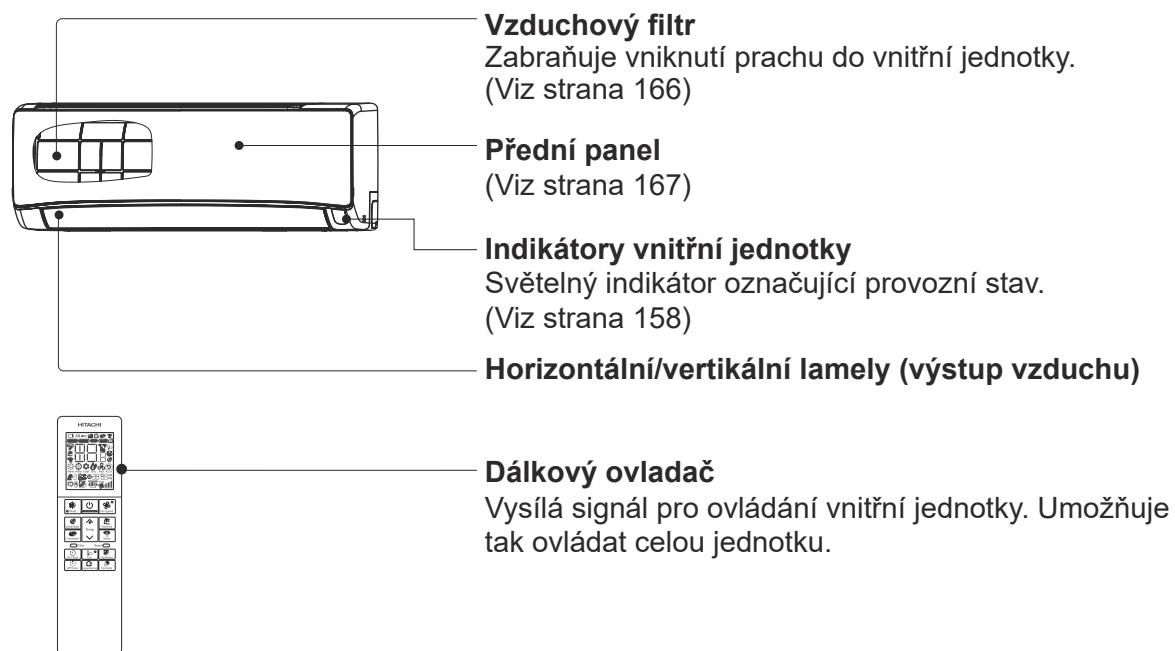 Vzduchový filtr
Zabraňuje vniknutí prachu do vnitřní jednotky.
(Viz strana 166)
Přední panel
(Viz strana 167)
Indikátory vnitřní jednotky
Světelný indikátor označující provozní stav.
(Viz strana 158)
Horizontální/vertikální lamely (výstup vzduchu)
HITACHI
Dálkový ovladač
Vysílá signál pro ovládání vnitřní jednotky. Umožňuje
tak ovládat celou jednotku.
Temp